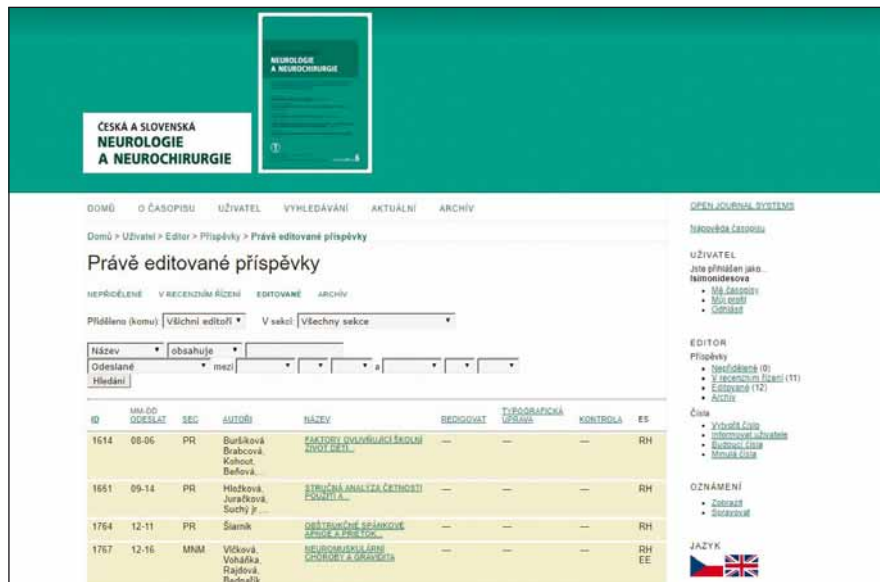 NEUROLOGIE
A NEUROCHIRURGIE
ČESKÁ A SLOVENSKÁ
NEUROLOGIE
A NEUROCHIRURGIE
DOMŮ O ČASOPISU UŽIVATEL VYHLEDÁVÁNÍ AKTUÁLNÍ ARCHÍV
Domů > Uživatel > Editor > Příspěvky > Právě editované příspěvky
Právě editované příspěvky
NEPŘIDĚLENÉ V RECENZNÍM ŘÍZENÍ EDITOVANÉ ARCHÍV
Přiděleno (komu): Všichni editoři V sekci: Všechny sekce
Název obsahuje
Odeslané mezi a
Hledání
MM-DD TYPOGRAFICKÁ
ID ODESLAT SEC AUTOŘI NÁZEV REDIGOVAT ÚPRAVA KONTROLA ES
1614 08-06 PR Buršíková FAKTORY OVLIVŇUJÍCÍ ŠKOLNÍ — — — RH
Brabcová, ŽIVOT DĚTÍ...
Kohout,
Beňová,...
1651 09-14 PR Hložková, STRUČNÁ ANALÝZA ČETNOSTI — — — RH
Juračková, POUŽITÍ A...
Suchý jr ...
1764 12-11 PR Šiarnik OBŠTRUKČNÉ SPÁNKOVÉ — — — RH
APNOE A PRIETOK...
1767 12-16 MNM Vlčková, NEUROMUSKULÁRNÍ — — — RH
Voháňka, CHOROBY A GRAVIDITA EE
Rajdová,
Bednařík
OPEN JOURNAL SYSTEMS
Nápověda časopisu
UŽIVATEL
Jste přihlášen jako...
lsimonidesova
Mé časopisy
Můj profil
Odhlásit
EDITOR
Příspěvky
Nepřidělené (0)
V recenzním řízení (11)
Editované (12)
Archiv
Čísla
Vytvořit číslo
Informovat uživatele
Budoucí čísla
Minulá čísla
OZNÁMENÍ
Zobrazit
Spravovat
JAZYK